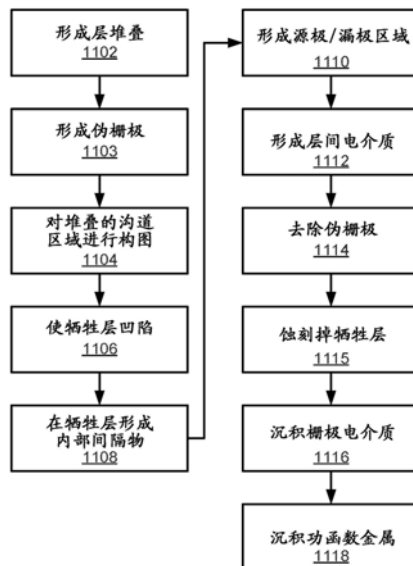 形成层堆叠
1102
形成伪栅极
1103
对堆叠的沟道
区域进行构图
1104
使牺牲层凹陷
1106
在牺牲层形成
内部间隔物
1108
形成源极/漏极区域
1110
形成层间电介质
1112
去除伪栅极
1114
蚀刻掉牺牲层
1115
沉积栅极电介质
1116
沉积功函数金属
1118